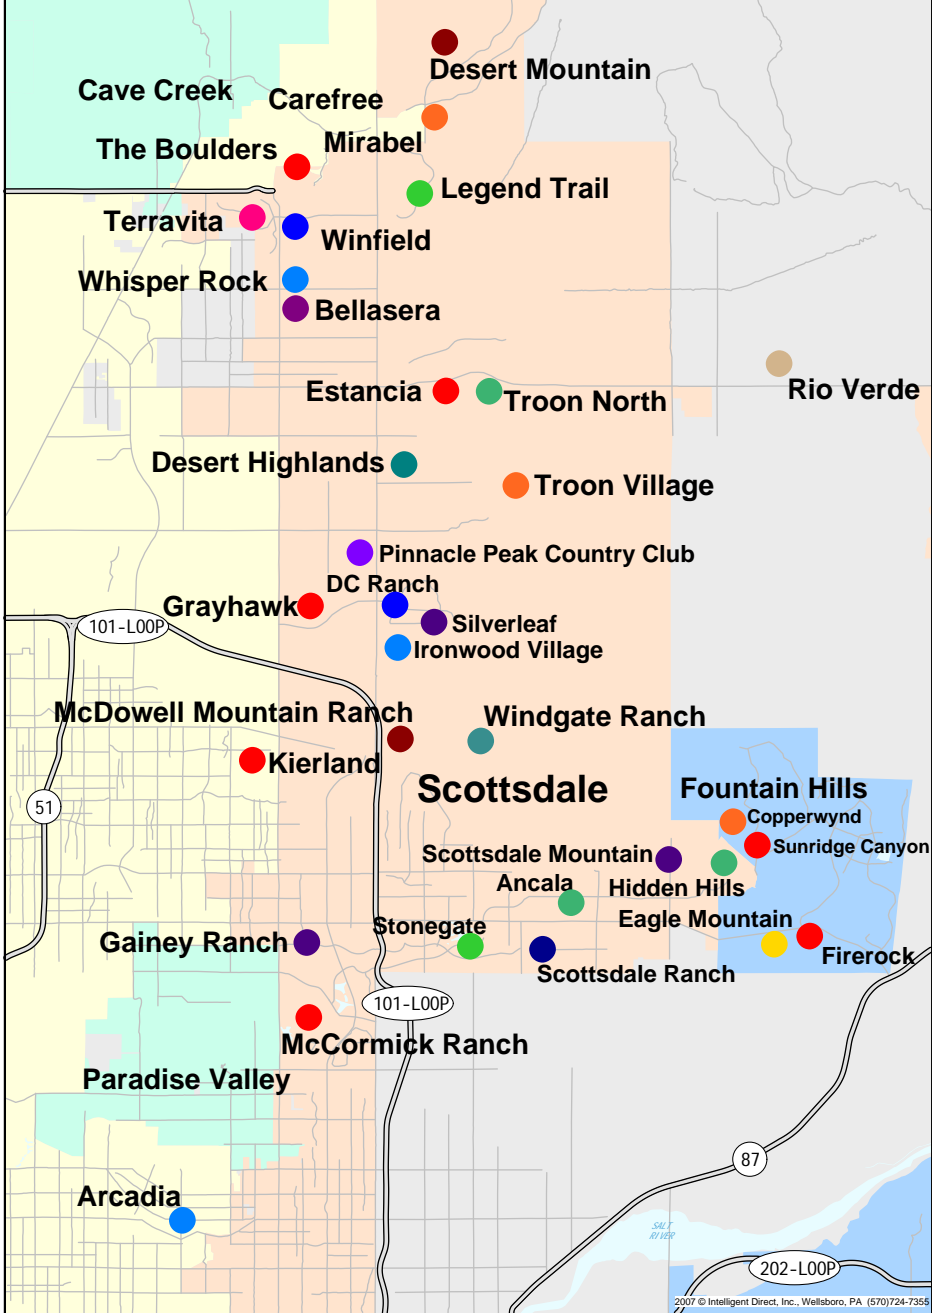 Desert Mountain
Cave Creek
Carefree
Mirabel
The Boulders
Legend Trail
Terravita
Winfield
Whisper Rock
Bellasera
Estancia
Troon North
Rio Verde
Desert Highlands
Troon Village
Pinnacle Peak Country Club
DC Ranch
Grayhawk
101-L00P
Silverleaf
Ironwood Village
McDowell Mountain Ranch
Windgate Ranch
Kierland
Scottsdale
Fountain Hills
51
Copperwynd
Sunridge Canyon
Scottsdale Mountain
Ancala
Hidden Hills
Eagle Mountain
Stonegate
Gainey Ranch
Firerock
Scottsdale Ranch
101-L00P
McCormick Ranch
Paradise Valley
87
Arcadia
SALT
RIVER
202-L00P
2007 © Intelligent Direct, Inc., Wellsboro, PA (570)724-7355